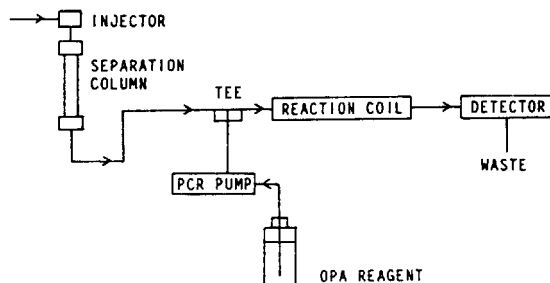 INJECTOR
SEPARATION
COLUMN
TEE
REACTION COIL
DETECTOR
WASTE
PCR PUMP
OPA REAGENT